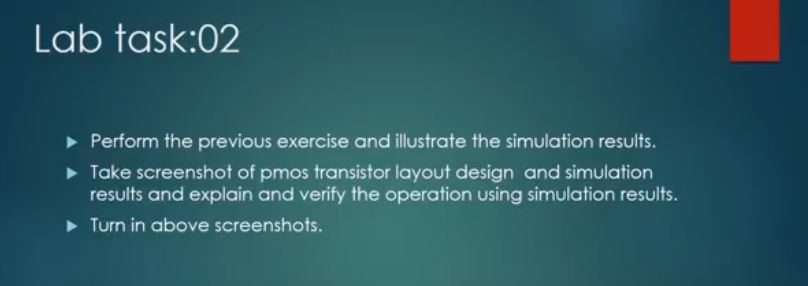 Lab task:02
Perform the previous exercise and illustrate the simulation results.
Take screenshot of pmos transistor layout design and simulation
results and explain and verify the operation using simulation results.
Turn in above screenshots.